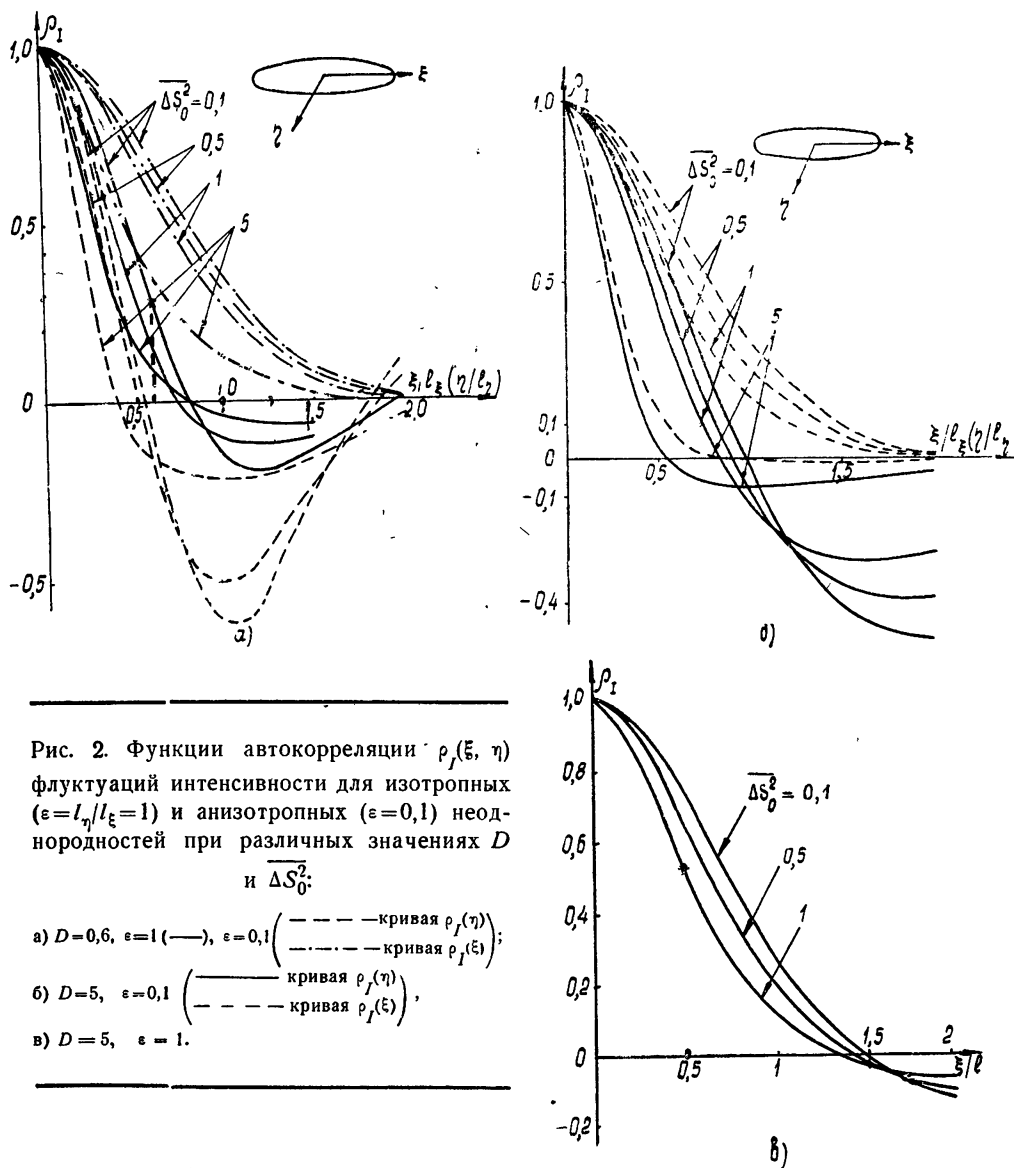 ρ_I
1,0
ΔS₀²=0,1
0,5
1
5
ξ
η
0,5
0
0,5
1,5
2,0
-0,5
а)
ρ_I
1,0
ξ
ΔS₀²=0,1
η
0,5
1
5
0,5
0,1
0
-0,1
-0,4
0,5
1,5
ξ/l_ξ(η/l_η
б)
Рис. 2. Функции автокорреляции ρ_I(ξ, η)
флуктуаций интенсивности для изотропных
(ε=l_η/l_ξ=1) и анизотропных (ε=0,1) неод-
нородностей при различных значениях D
и ΔS₀²:
а) D=0,6, ε=1 (—), ε=0,1 ( – – – –кривая ρ_I(η)
–·–·– –кривая ρ_I(ξ) );
б) D=5, ε=0,1 ( ——— кривая ρ_I(η)
– – – – кривая ρ_I(ξ) ),
в) D = 5, ε = 1.
ρ_I
1,0
0,8
0,6
0,4
0,2
0
-0,2
ΔS₀²=0,1
0,5
1
0,5
1
1,5
2
ξ/l
в)